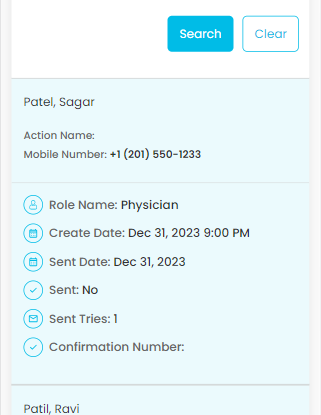 Search
Clear
Patel, Sagar
Action Name:
Mobile Number: +1 (201) 550-1233
Role Name: Physician
Create Date: Dec 31, 2023 9:00 PM
Sent Date: Dec 31, 2023
Sent: No
Sent Tries: 1
Confirmation Number:
Patil, Ravi